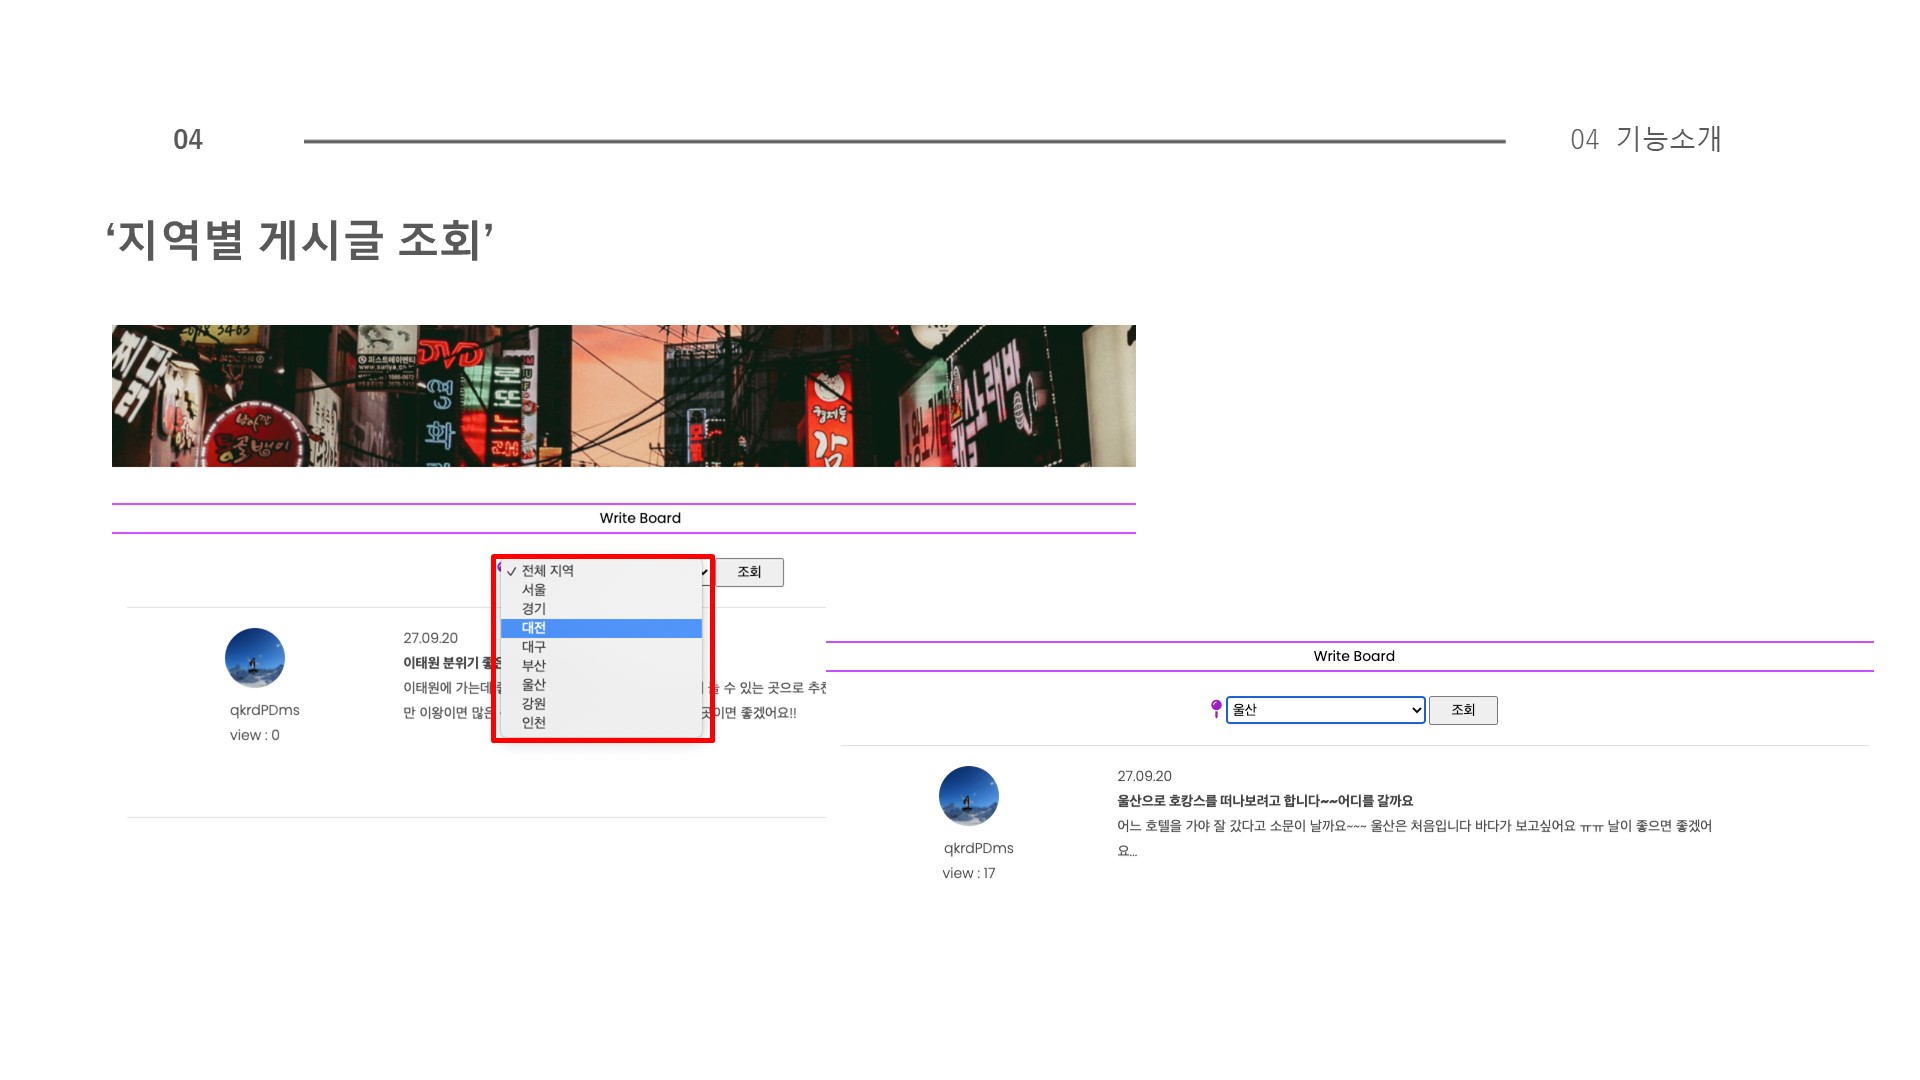 04
04 기능소개
‘지역별 게시글 조회’
DVD
감
노래방
Write Board
✓ 전체 지역
조회
서울
경기
대전
대구
부산
울산
강원
인천
27.09.20
이태원 분위기 좋은
이태원에 가는데
수 있는 곳으로 추천
만 이왕이면 많은
곳이면 좋겠어요!!
qkrdPDms
view : 0
Write Board
울산
조회
27.09.20
울산으로 호캉스를 떠나보려고 합니다~~어디를 갈까요
어느 호텔을 가야 잘 갔다고 소문이 날까요~~~ 울산은 처음입니다 바다가 보고싶어요 ㅠㅠ 날이 좋으면 좋겠어
요...
qkrdPDms
view : 17